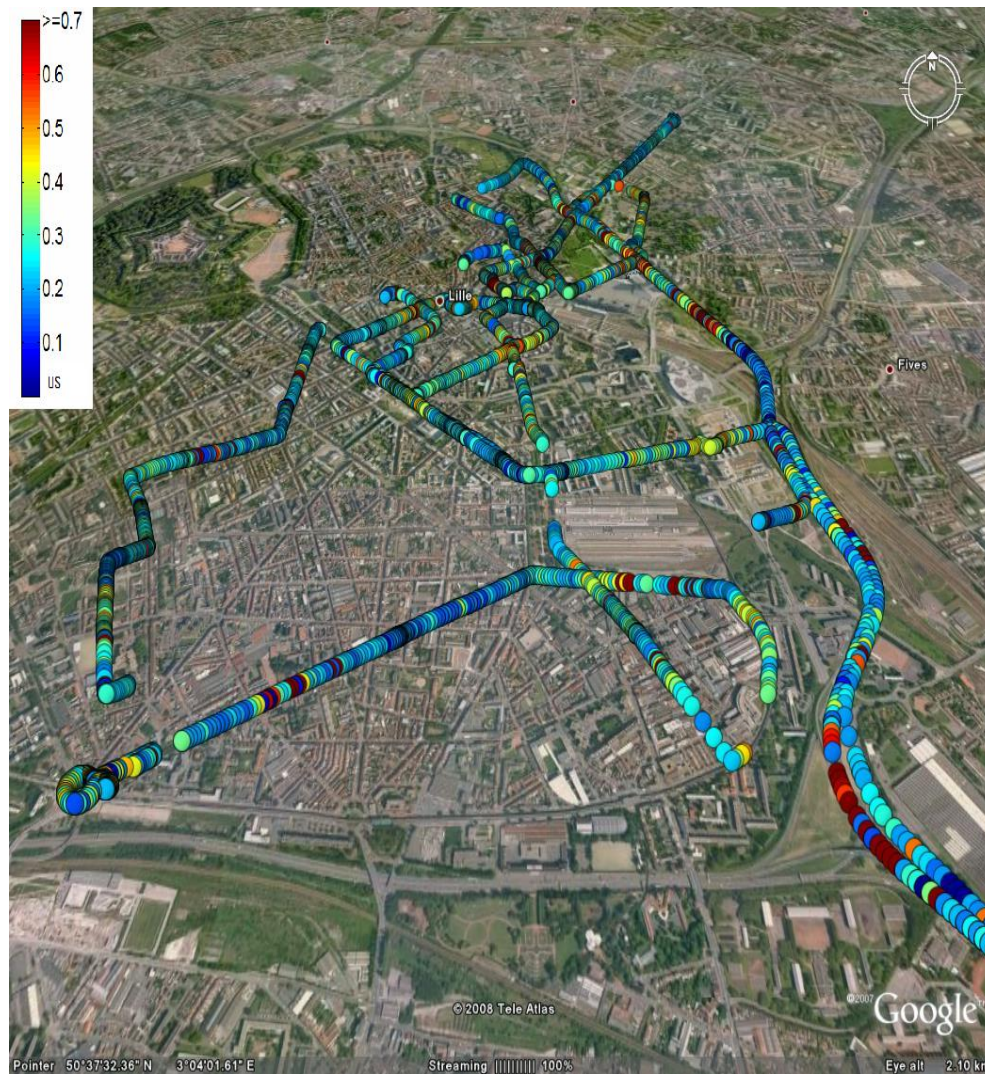 >=0.7
0.6
0.5
0.4
0.3
0.2
0.1
us
N
Lille
Fives
© 2008 Tele Atlas
©2007 Google™
Pointer 50°37'32.36" N 3°04'01.61" E Streaming |||||||||| 100% Eye alt 2.10 km